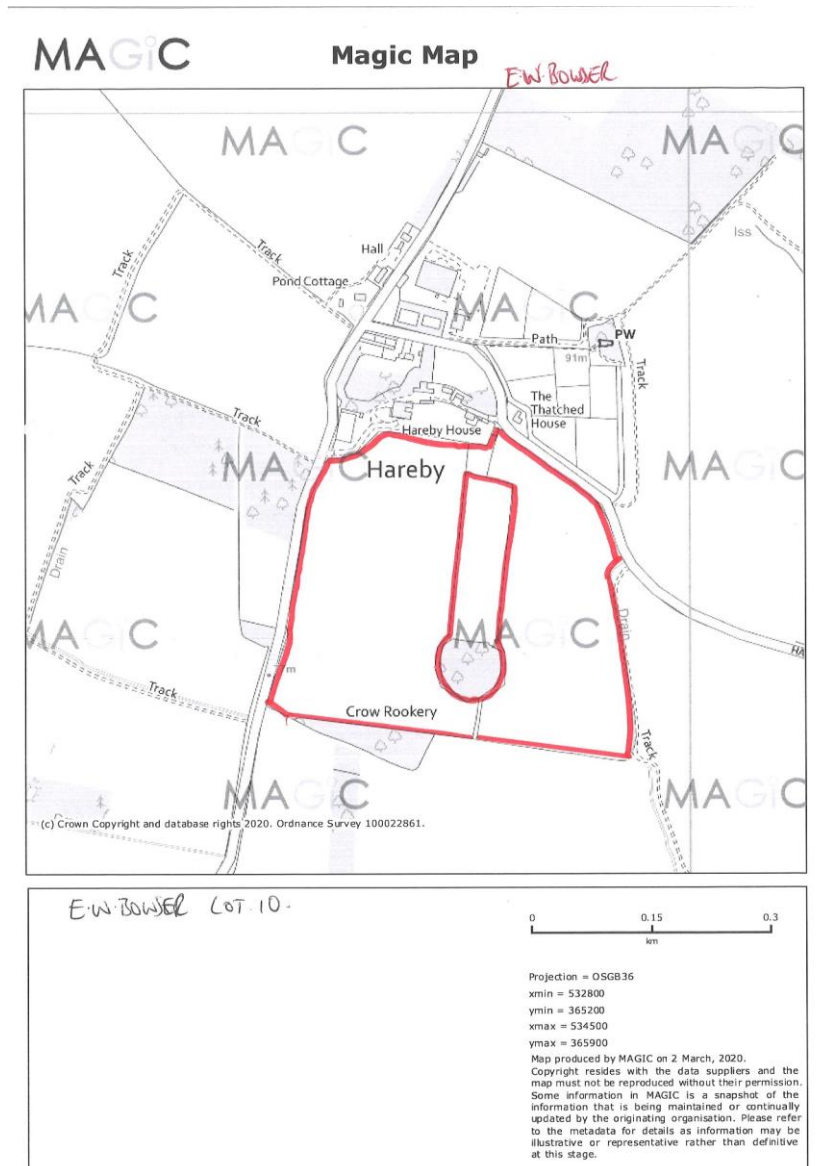 MAGiC
Magic Map
E.W.BOWSER
MAGiC
MAGiC
Iss
Hall
Track
Track
Pond Cottage
MAGiC
MAGiC
Path
PW
91m
Track
The
Thatched
House
Track
Hareby House
Hareby
MAGiC
MAGiC
Track
Drain
Drain
MAGiC
MAGiC
HA
m
Track
Crow Rookery
Track
MAGiC
MAGiC
(c) Crown Copyright and database rights 2020. Ordnance Survey 100022861.
E.W.BOWSER LOT.10.
0 0.15 0.3
km
Projection = OSGB36
xmin = 532800
ymin = 365200
xmax = 534500
ymax = 365900
Map produced by MAGIC on 2 March, 2020.
Copyright resides with the data suppliers and the
map must not be reproduced without their permission.
Some information in MAGIC is a snapshot of the
information that is being maintained or continually
updated by the originating organisation. Please refer
to the metadata for details as information may be
illustrative or representative rather than definitive
at this stage.